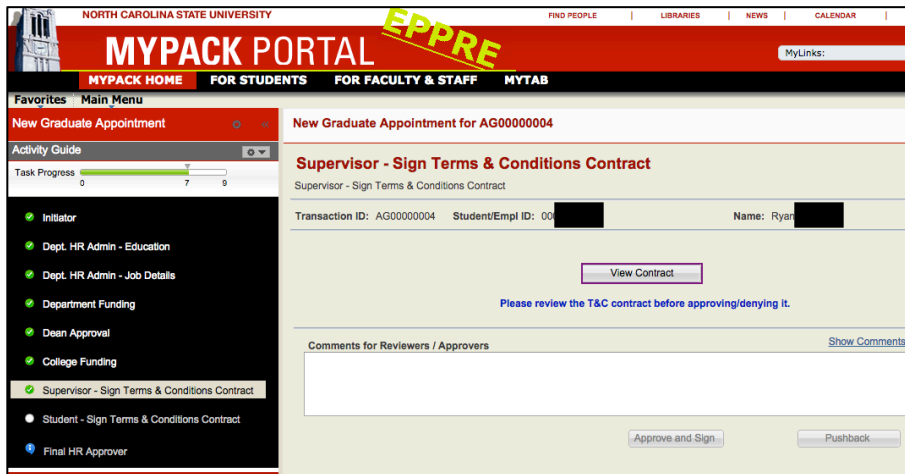 NORTH CAROLINA STATE UNIVERSITY
FIND PEOPLE | LIBRARIES | NEWS | CALENDAR |
MYPACK PORTAL
EPPRE
MyLinks:
MYPACK HOME FOR STUDENTS FOR FACULTY & STAFF MYTAB
Favorites Main Menu
New Graduate Appointment «
Activity Guide
Task Progress
0 7 9
Initiator
Dept. HR Admin - Education
Dept. HR Admin - Job Details
Department Funding
Dean Approval
College Funding
Supervisor - Sign Terms & Conditions Contract
Student - Sign Terms & Conditions Contract
Final HR Approver
New Graduate Appointment for AG00000004
Supervisor - Sign Terms & Conditions Contract
Supervisor - Sign Terms & Conditions Contract
Transaction ID: AG00000004 Student/Empl ID: 00 Name: Ryan
View Contract
Please review the T&C contract before approving/denying it.
Comments for Reviewers / Approvers
Show Comments
Approve and Sign Pushback